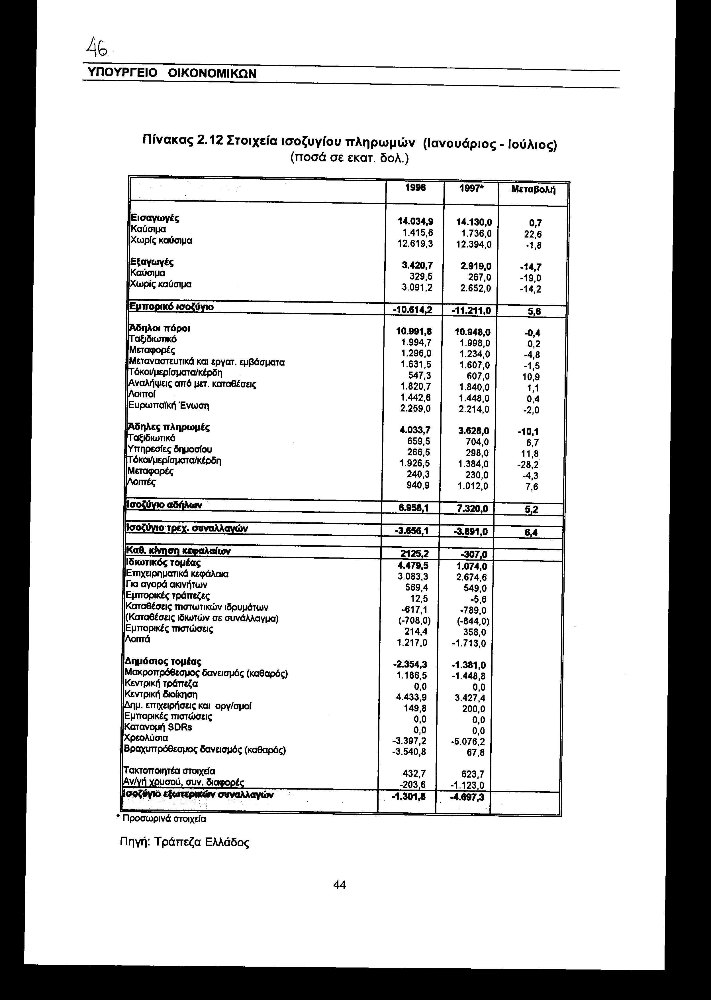 46
ΥΠΟΥΡΓΕΙΟ ΟΙΚΟΝΟΜΙΚΩΝ
Πίνακας 2.12 Στοιχεία ισοζυγίου πληρωμών (Ιανουάριος - Ιούλιος)
(ποσά σε εκατ. δολ.)
1996 1997* Μεταβολή
Εισαγωγές 14.034,9 14.130,0 0,7
Καύσιμα 1.415,6 1.736,0 22,6
Χωρίς καύσιμα 12.619,3 12.394,0 -1,8
Εξαγωγές 3.420,7 2.919,0 -14,7
Καύσιμα 329,5 267,0 -19,0
Χωρίς καύσιμα 3.091,2 2.652,0 -14,2
Εμπορικό ισοζύγιο -10.614,2 -11.211,0 5,6
Άδηλοι πόροι 10.991,8 10.948,0 -0,4
Ταξιδιωτικό 1.994,7 1.998,0 0,2
Μεταφορές 1.296,0 1.234,0 -4,8
Μεταναστευτικά και εργατ. εμβάσματα 1.631,5 1.607,0 -1,5
Τόκοι/μερίσματα/κέρδη 547,3 607,0 10,9
Αναλήψεις από μετ. καταθέσεις 1.820,7 1.840,0 1,1
Λοιποί 1.442,6 1.448,0 0,4
Ευρωπαϊκή Ένωση 2.259,0 2.214,0 -2,0
Άδηλες πληρωμές 4.033,7 3.628,0 -10,1
Ταξιδιωτικό 659,5 704,0 6,7
Υπηρεσίες δημοσίου 266,5 298,0 11,8
Τόκοι/μερίσματα/κέρδη 1.926,5 1.384,0 -28,2
Μεταφορές 240,3 230,0 -4,3
Λοιπές 940,9 1.012,0 7,6
Ισοζύγιο αδήλων 6.958,1 7.320,0 5,2
Ισοζύγιο τρεχ. συναλλαγών -3.656,1 -3.891,0 6,4
Καθ. κίνηση κεφαλαίων 2125,2 -307,0
Ιδιωτικός τομέας 4.479,5 1.074,0
Επιχειρηματικά κεφάλαια 3.083,3 2.674,6
Για αγορά ακινήτων 569,4 549,0
Εμπορικές τράπεζες 12,5 -5,6
Καταθέσεις πιστωτικών ιδρυμάτων -617,1 -789,0
(Καταθέσεις ιδιωτών σε συνάλλαγμα) (-708,0) (-844,0)
Εμπορικές πιστώσεις 214,4 358,0
Λοιπά 1.217,0 -1.713,0
Δημόσιος τομέας -2.354,3 -1.381,0
Μακροπρόθεσμος δανεισμός (καθαρός) 1.186,5 -1.448,8
Κεντρική τράπεζα 0,0 0,0
Κεντρική διοίκηση 4.433,9 3.427,4
Δημ. επιχειρήσεις και οργ/σμοί 149,8 200,0
Εμπορικές πιστώσεις 0,0 0,0
Κατανομή SDRs 0,0 0,0
Χρεολύσια -3.397,2 -5.076,2
Βραχυπρόθεσμος δανεισμός (καθαρός) -3.540,8 67,8
Τακτοποιητέα στοιχεία 432,7 623,7
Αν/γή χρυσού, συν. διαφορές -203,6 -1.123,0
Ισοζύγιο εξωτερικών συναλλαγών -1.301,8 -4.697,3
* Προσωρινά στοιχεία
Πηγή: Τράπεζα Ελλάδος
44